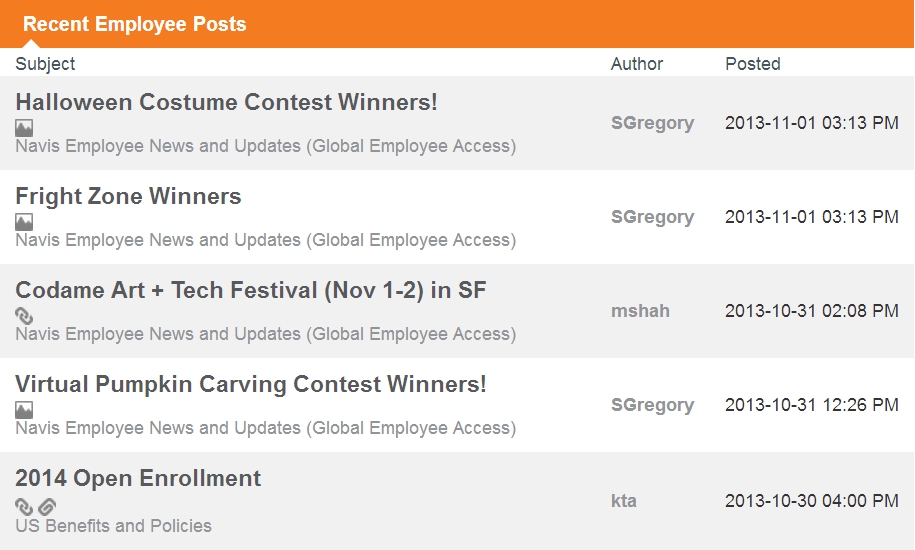 Recent Employee Posts
Subject Author Posted
Halloween Costume Contest Winners!
SGregory 2013-11-01 03:13 PM
Navis Employee News and Updates (Global Employee Access)
Fright Zone Winners
SGregory 2013-11-01 03:13 PM
Navis Employee News and Updates (Global Employee Access)
Codame Art + Tech Festival (Nov 1-2) in SF
mshah 2013-10-31 02:08 PM
Navis Employee News and Updates (Global Employee Access)
Virtual Pumpkin Carving Contest Winners!
SGregory 2013-10-31 12:26 PM
Navis Employee News and Updates (Global Employee Access)
2014 Open Enrollment
kta 2013-10-30 04:00 PM
US Benefits and Policies